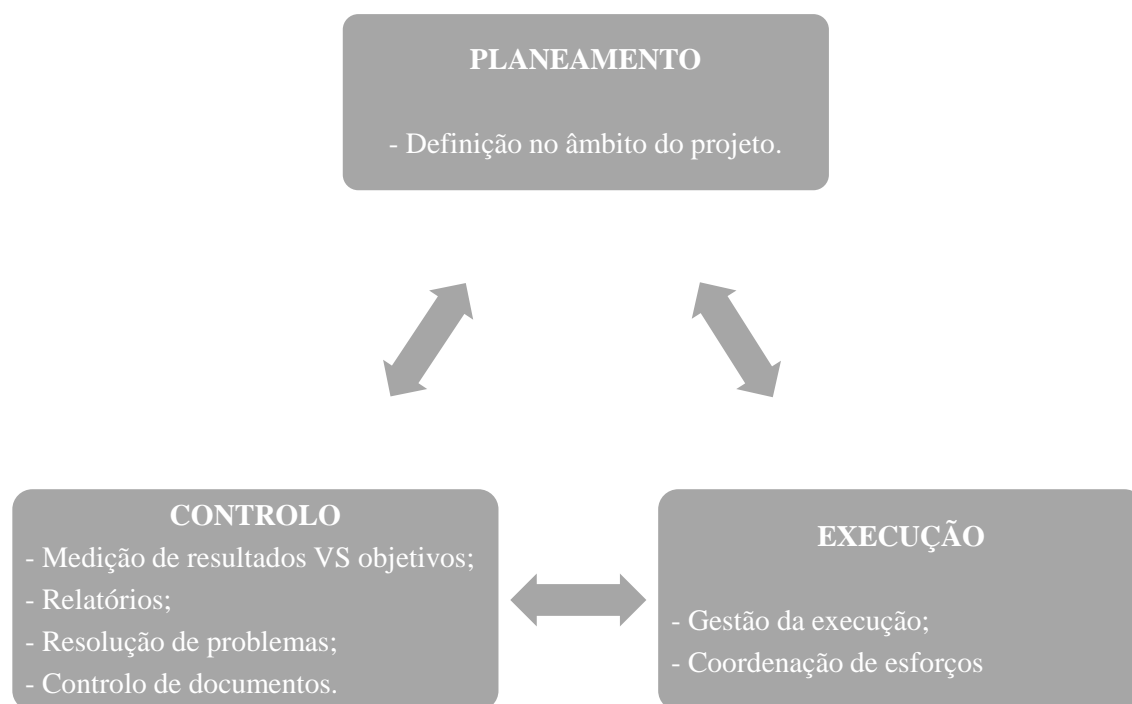 PLANEAMENTO
- Definição no âmbito do projeto.
CONTROLO
- Medição de resultados VS objetivos;
- Relatórios;
- Resolução de problemas;
- Controlo de documentos.
EXECUÇÃO
- Gestão da execução;
- Coordenação de esforços